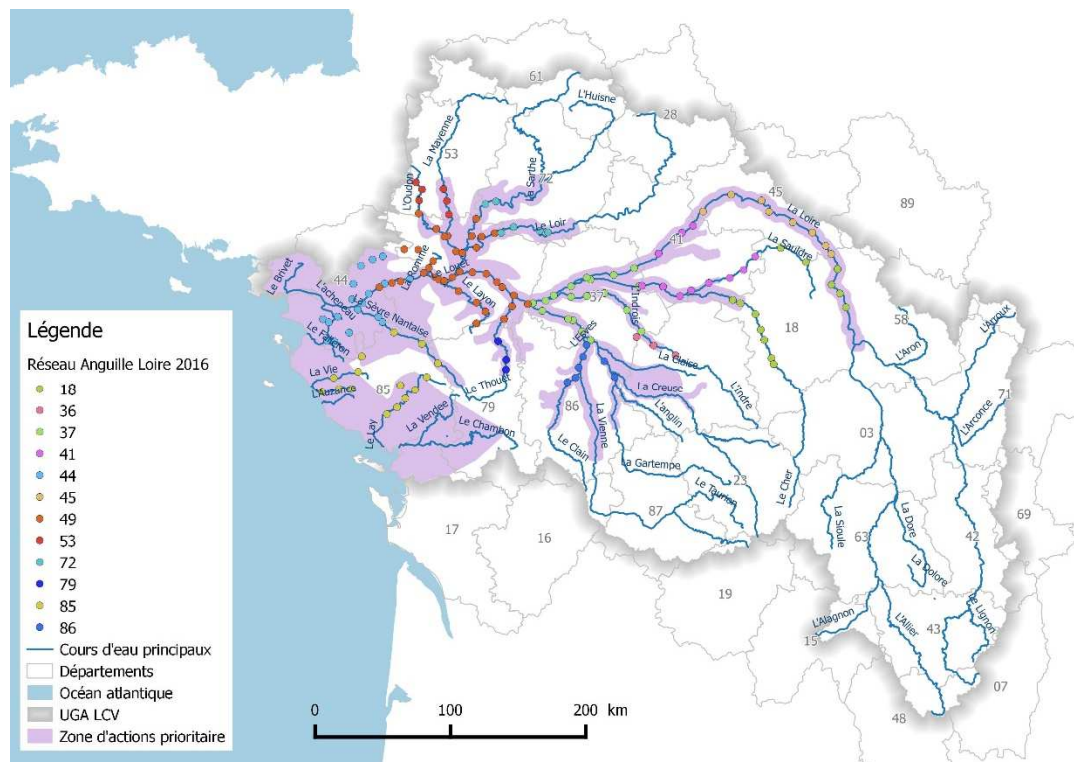 61
L'Huisne
28
La Mayenne
53
L'Oudon
La Sarthe
72
45
La Loire
89
Le Loir
41
La Sauldre
Le Brivet
44
La Romme
Le Louet
L'acheneau
La Sèvre Nantaise
Le Layon
37
L'Indrois
18
58
L'Aron
L'Arroux
Le Falleron
L'Esves
La Claise
La Vie
L'Auzance
85
Le Thouet
79
La Creuse
L'Indre
71
L'Arconce
Le Lay
La Vendee
Le Chambon
86
La Vienne
L'anglin
03
Le Clain
La Gartempe
Le Cher
17
16
Le Taurion
23
87
La Sioule
63
La Dore
42
69
La Dolore
19
L'Alagnon
15
L'Allier
43
Le Lignon
07
48
Légende
Réseau Anguille Loire 2016
18
36
37
41
44
45
49
53
72
79
85
86
Cours d'eau principaux
Départements
Océan atlantique
UGA LCV
Zone d'actions prioritaire
0 100 200 km